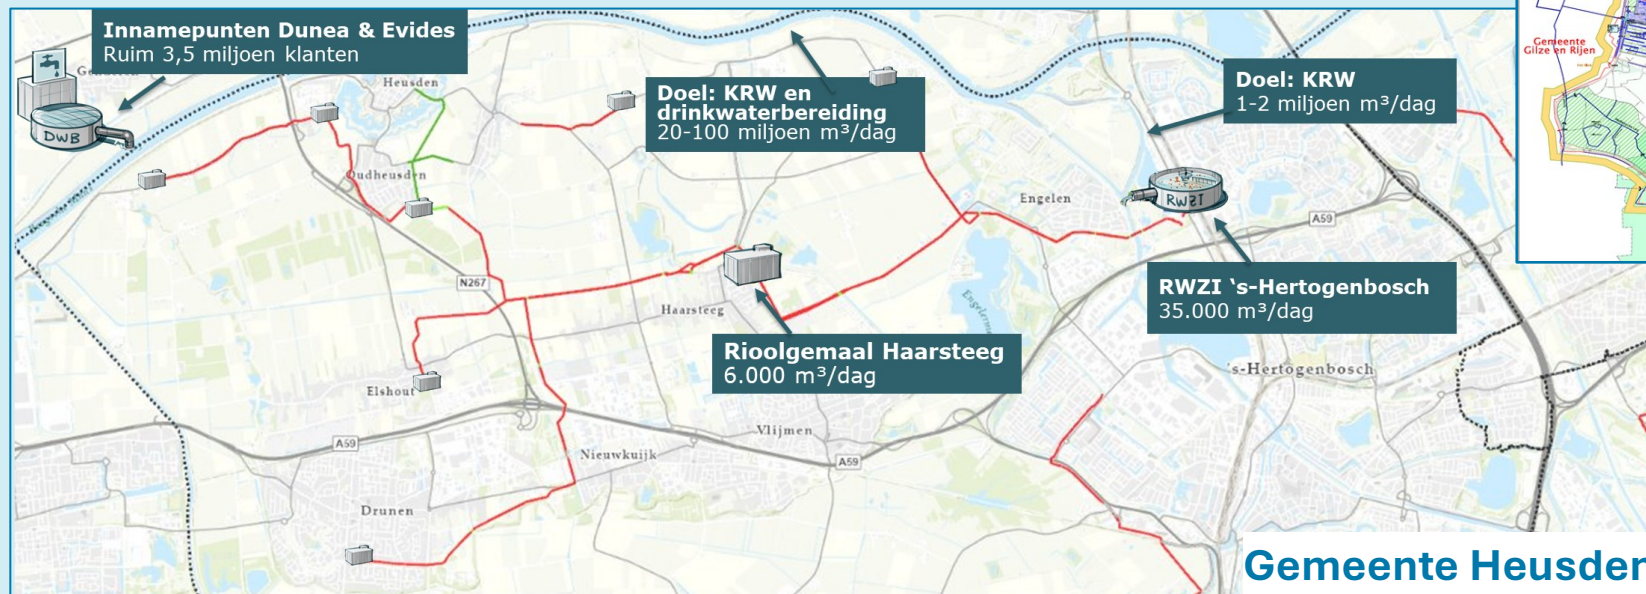 Innamepunten Dunea & Evides
Ruim 3,5 miljoen klanten
Gemeente
Gilze en Rijen
DWB
Heusden
Doel: KRW en
drinkwaterbereiding
20-100 miljoen m³/dag
Doel: KRW
1-2 miljoen m³/dag
Oudheusden
Engelen
RWZI
A59
N267
Haarsteeg
RWZI ‘s-Hertogenbosch
35.000 m³/dag
Rioolgemaal Haarsteeg
6.000 m³/dag
's-Hertogenbosch
Elshout
A59
Nieuwkuijk
Vlijmen
A59
Drunen
Gemeente Heusden